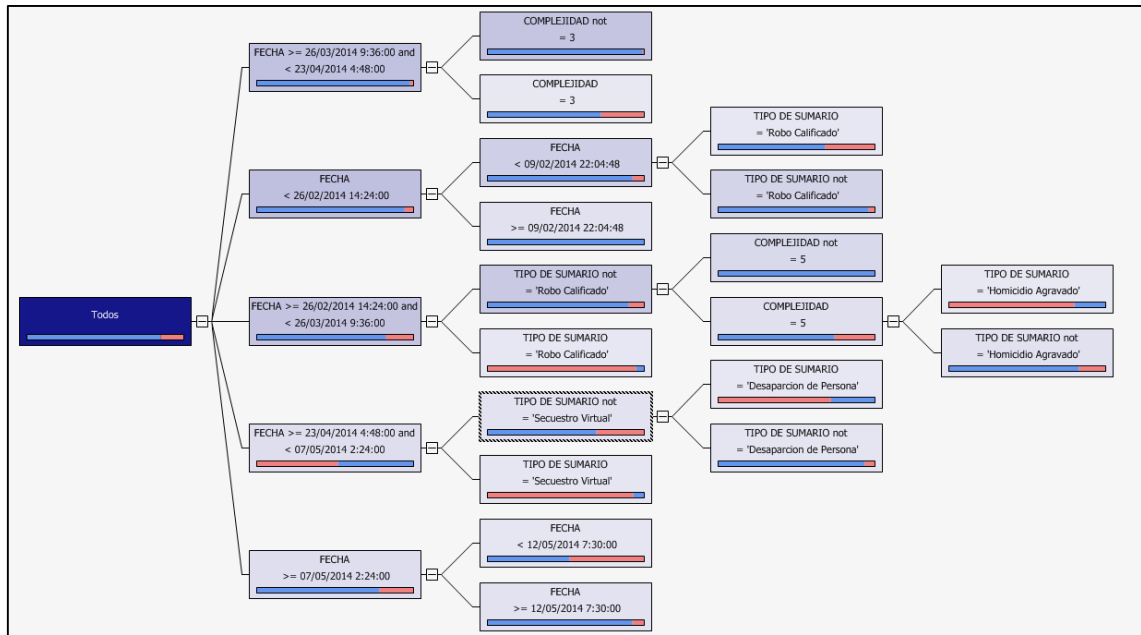 Todos
FECHA >= 26/03/2014 9:36:00 and
< 23/04/2014 4:48:00
COMPLEJIDAD not
= 3
COMPLEJIDAD
= 3
FECHA
< 26/02/2014 14:24:00
FECHA
< 09/02/2014 22:04:48
TIPO DE SUMARIO
= 'Robo Calificado'
TIPO DE SUMARIO not
= 'Robo Calificado'
FECHA
>= 09/02/2014 22:04:48
FECHA >= 26/02/2014 14:24:00 and
< 26/03/2014 9:36:00
TIPO DE SUMARIO not
= 'Robo Calificado'
COMPLEJIDAD not
= 5
COMPLEJIDAD
= 5
TIPO DE SUMARIO
= 'Homicidio Agravado'
TIPO DE SUMARIO not
= 'Homicidio Agravado'
TIPO DE SUMARIO
= 'Robo Calificado'
FECHA >= 23/04/2014 4:48:00 and
< 07/05/2014 2:24:00
TIPO DE SUMARIO not
= 'Secuestro Virtual'
TIPO DE SUMARIO
= 'Desaparcion de Persona'
TIPO DE SUMARIO not
= 'Desaparcion de Persona'
TIPO DE SUMARIO
= 'Secuestro Virtual'
FECHA
>= 07/05/2014 2:24:00
FECHA
< 12/05/2014 7:30:00
FECHA
>= 12/05/2014 7:30:00